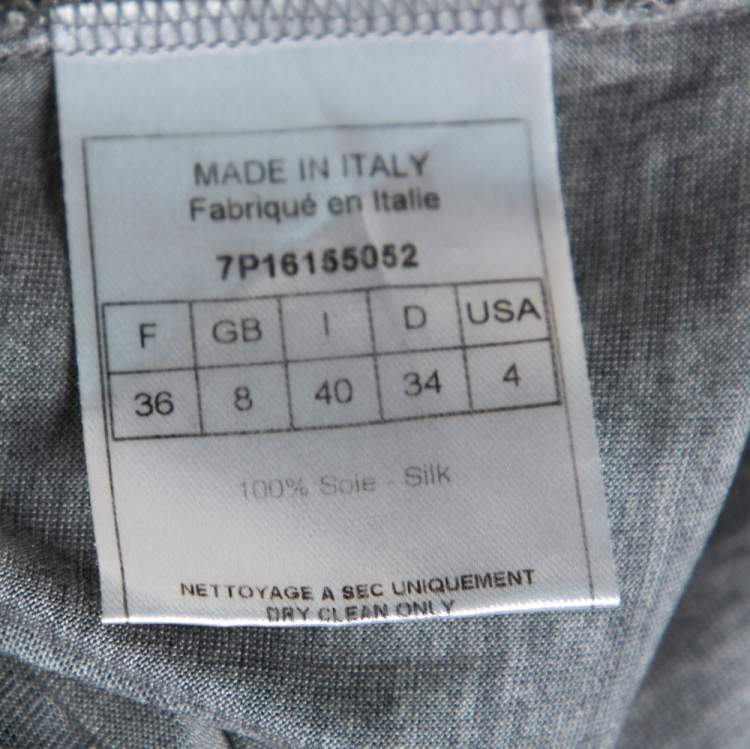 MADE IN ITALY
Fabriqué en Italie
7P16155052
F GB I D USA
36 8 40 34 4
100% Soie - Silk
NETTOYAGE A SEC UNIQUEMENT
DRY CLEAN ONLY